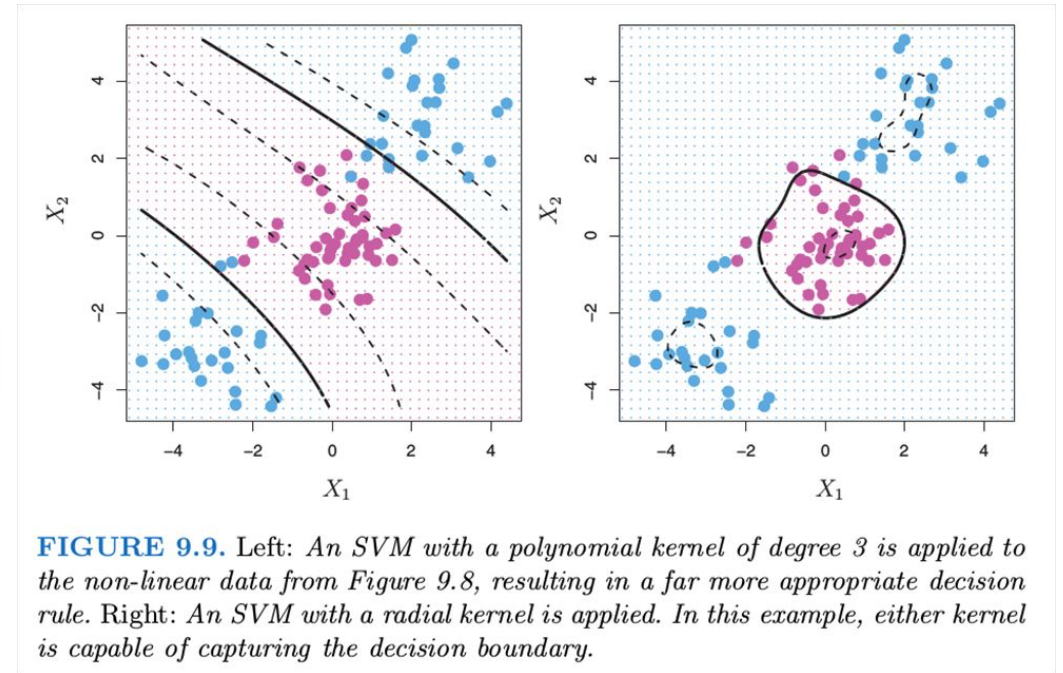 4
2
0
−2
−4
X2
−4 −2 0 2 4
X1
4
2
0
−2
−4
X2
−4 −2 0 2 4
X1
FIGURE 9.9. Left: An SVM with a polynomial kernel of degree 3 is applied to
the non-linear data from Figure 9.8, resulting in a far more appropriate decision
rule. Right: An SVM with a radial kernel is applied. In this example, either kernel
is capable of capturing the decision boundary.